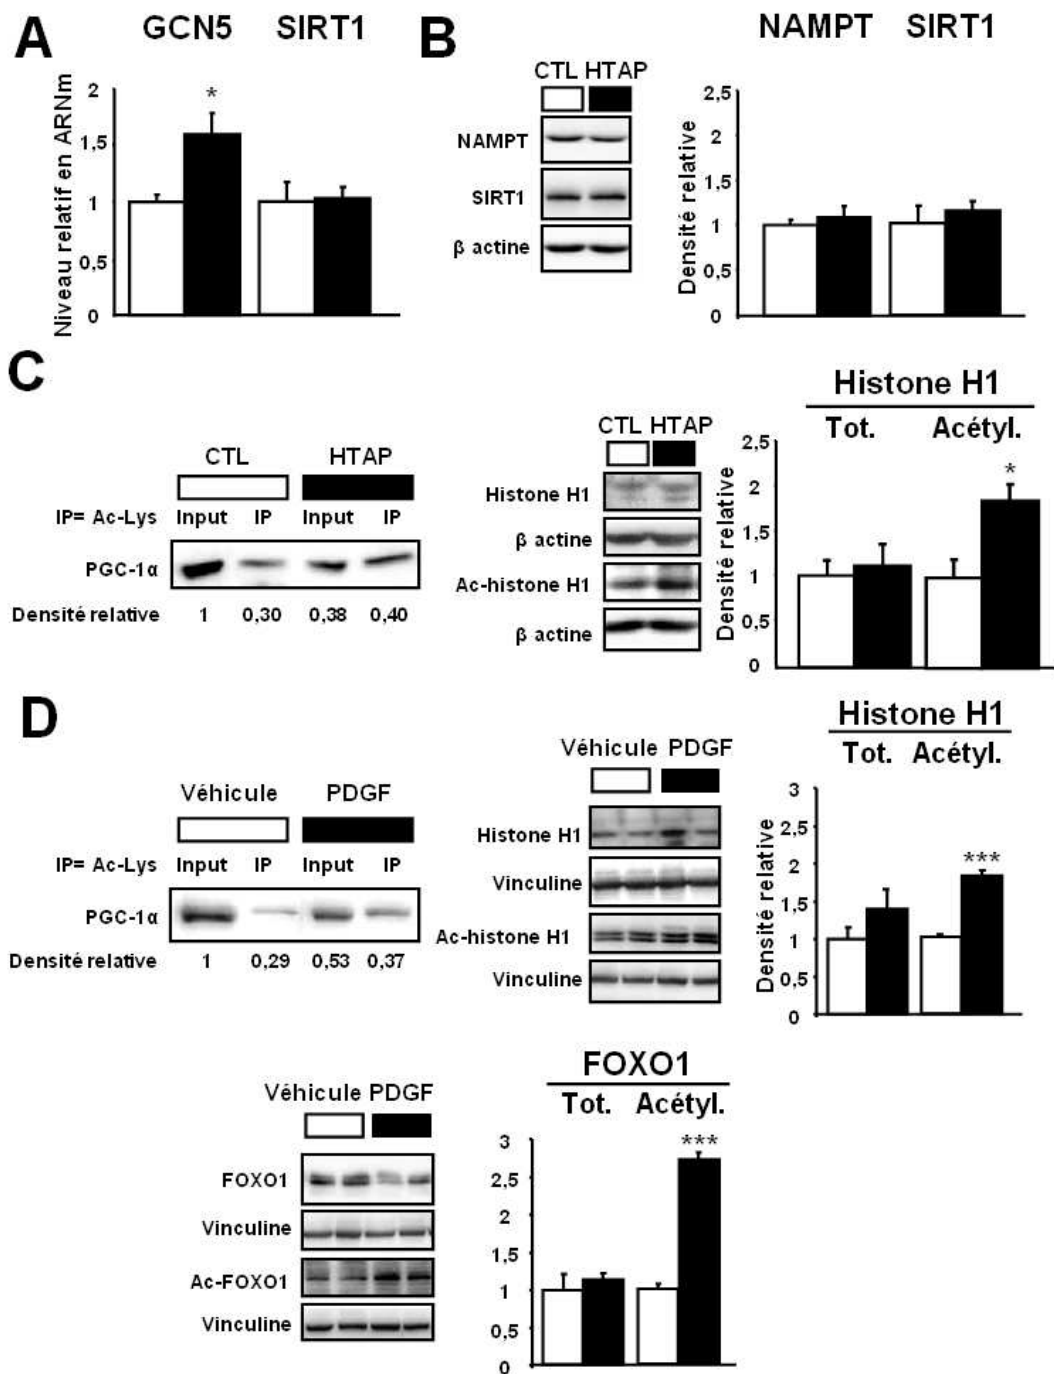 A
GCN5 SIRT1
Niveau relatif en ARNm
2
*
1,5
1
0,5
0
B
CTL HTAP
NAMPT
SIRT1
β actine
NAMPT SIRT1
Densité relative
2,5
2
1,5
1
0,5
0
C
CTL HTAP
IP= Ac-Lys Input IP Input IP
PGC-1α
Densité relative 1 0,30 0,38 0,40
CTL HTAP
Histone H1
β actine
Ac-histone H1
β actine
Histone H1
Tot. Acétyl.
Densité relative
2,5
2
*
1,5
1
0,5
0
D
Véhicule PDGF
IP= Ac-Lys Input IP Input IP
PGC-1α
Densité relative 1 0,29 0,53 0,37
Véhicule PDGF
Histone H1
Vinculine
Ac-histone H1
Vinculine
Histone H1
Tot. Acétyl.
Densité relative
3
2,5
2
***
1,5
1
0,5
0
Véhicule PDGF
FOXO1
Vinculine
Ac-FOXO1
Vinculine
FOXO1
Tot. Acétyl.
3
***
2,5
2
1,5
1
0,5
0